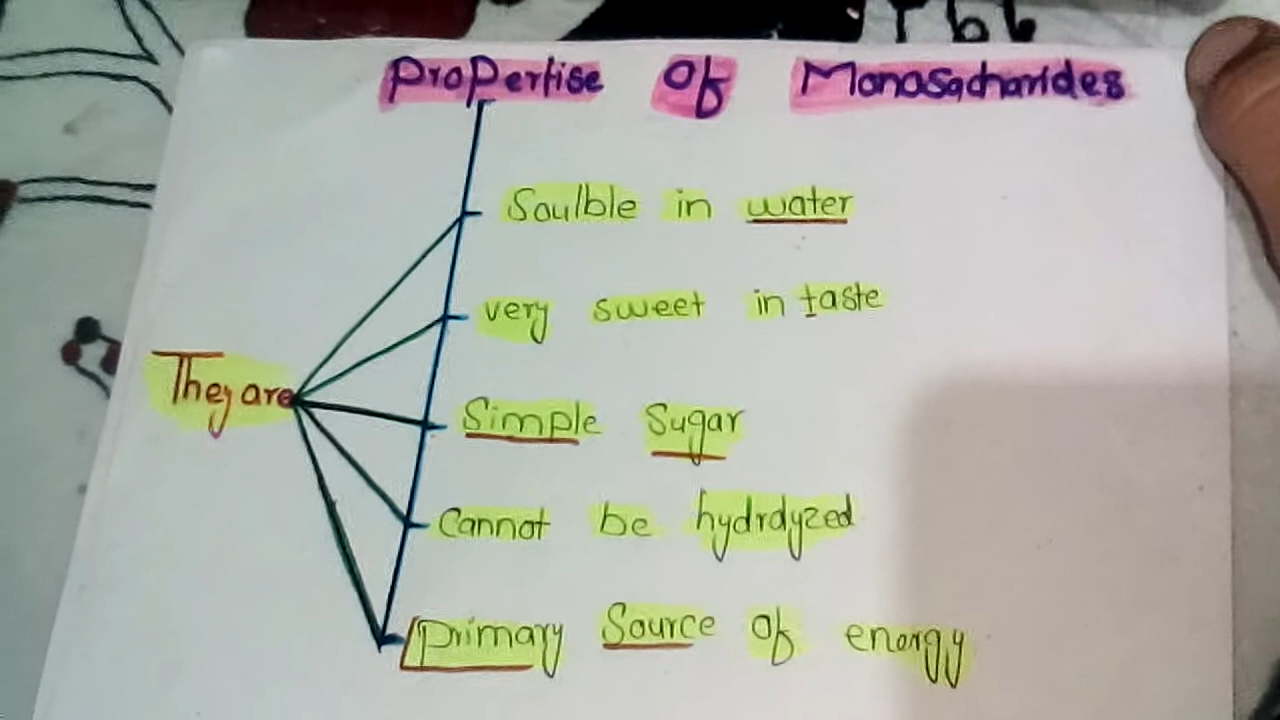 Propertise Of Monosacharides
Soulble in water
very sweet in taste
They are
Simple Sugar
Cannot be hydrdyzed
primary Source of energy